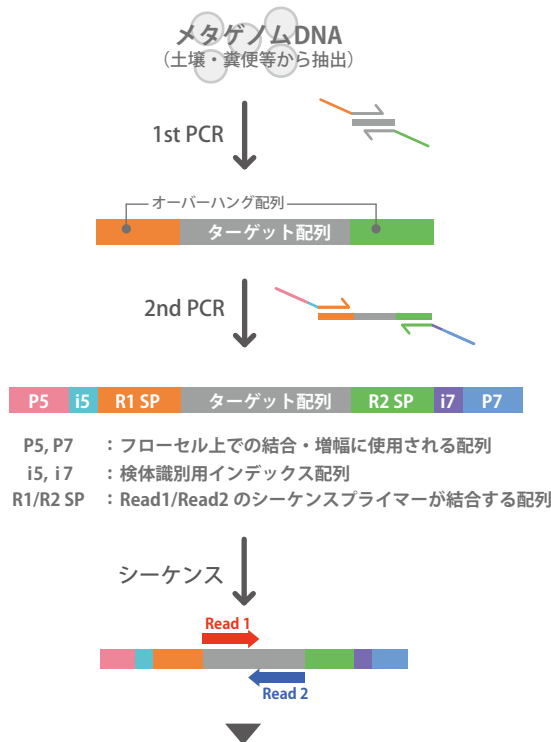 メタゲノムDNA
(土壌・糞便等から抽出)
1st PCR
オーバーハング配列
ターゲット配列
2nd PCR
P5 i5 R1 SP ターゲット配列 R2 SP i7 P7
P5, P7 : フローセル上での結合・増幅に使用される配列
i5, i7 : 検体識別用インデックス配列
R1/R2 SP : Read1/Read2 のシーケンスプライマーが結合する配列
シーケンス
Read 1
Read 2